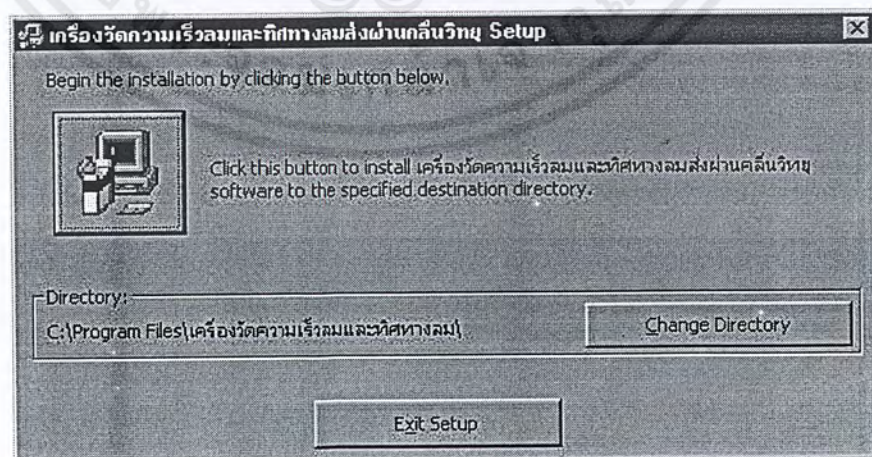 เครื่องวัดความเร็วลมและทิศทางลมส่งผ่านคลื่นวิทยุ Setup
Begin the installation by clicking the button below.
Click this button to install เครื่องวัดความเร็วลมและทิศทางลมส่งผ่านคลื่นวิทยุ
software to the specified destination directory.
Directory:
C:\Program Files\เครื่องวัดความเร็วลมและทิศทางลม\
Change Directory
Exit Setup